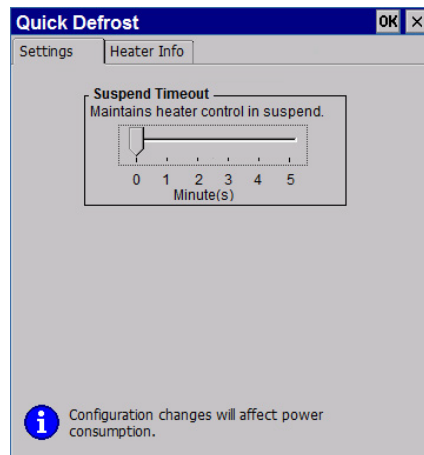 Quick Defrost OK ×
Settings Heater Info
Suspend Timeout
Maintains heater control in suspend.
0 1 2 3 4 5
Minute(s)
i Configuration changes will affect power
consumption.